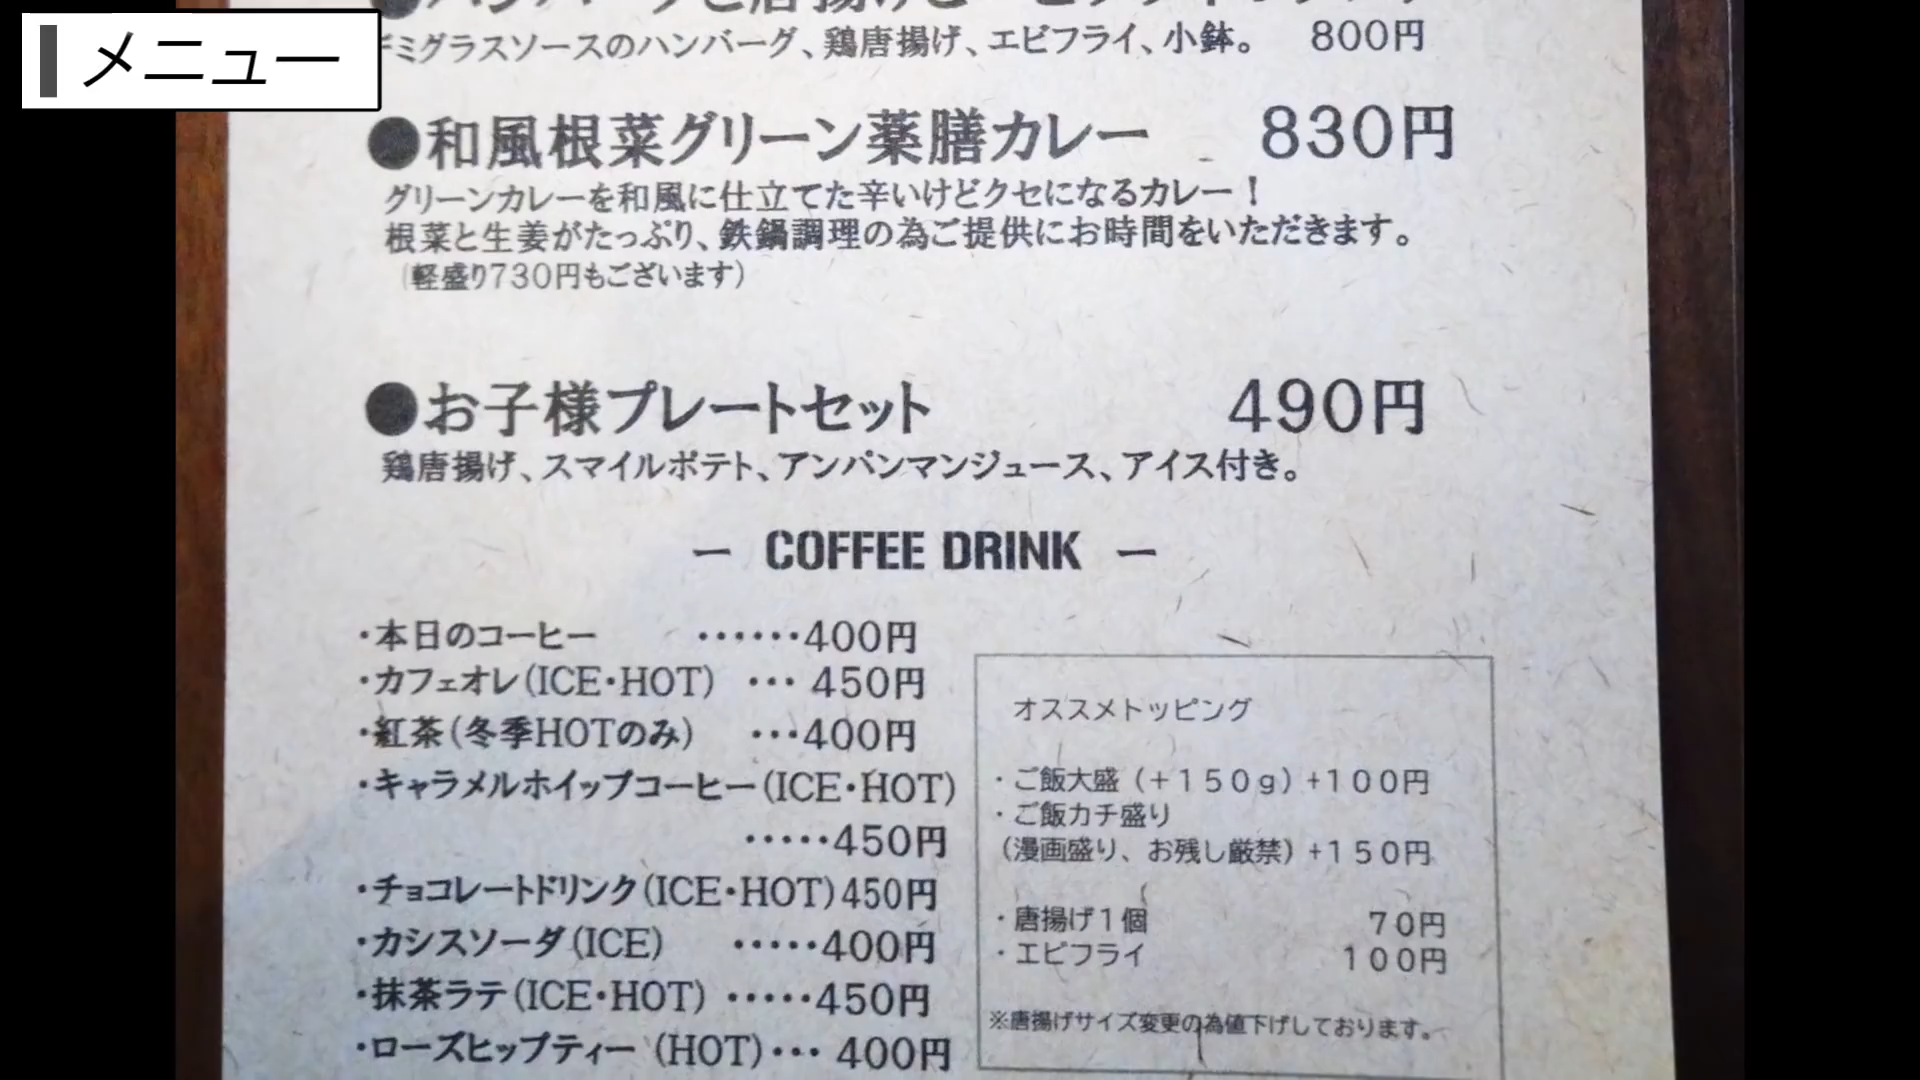 メニュー
デミグラスソースのハンバーグ、鶏唐揚げ、エビフライ、小鉢。 800円
●和風根菜グリーン薬膳カレー 830円
グリーンカレーを和風に仕立てた辛いけどクセになるカレー！
根菜と生姜がたっぷり、鉄鍋調理の為ご提供にお時間をいただきます。
(軽盛り730円もございます)
●お子様プレートセット 490円
鶏唐揚げ、スマイルポテト、アンパンマンジュース、アイス付き。
― COFFEE DRINK ―
・本日のコーヒー ……400円
・カフェオレ(ICE・HOT) … 450円
・紅茶(冬季HOTのみ) …400円
・キャラメルホイップコーヒー(ICE・HOT)
・・・・・450円
・チョコレートドリンク(ICE・HOT)450円
・カシスソーダ(ICE) ・・・・・400円
・抹茶ラテ(ICE・HOT) ・・・・・450円
・ローズヒップティー (HOT)… 400円
オススメトッピング
・ご飯大盛（＋１５０ｇ）+１００円
・ご飯カチ盛り
（漫画盛り、お残し厳禁）+１５０円
・唐揚げ１個 ７０円
・エビフライ １００円
※唐揚げサイズ変更の為値下げしております。